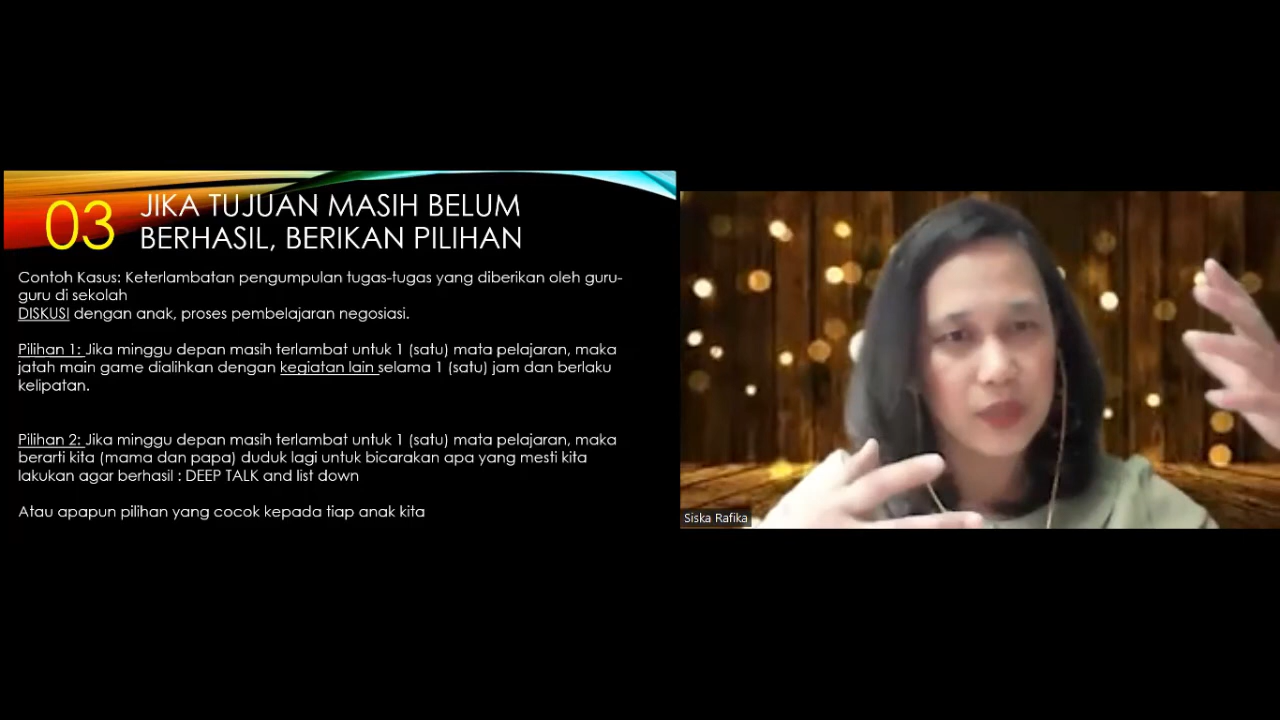 03
JIKA TUJUAN MASIH BELUM
BERHASIL, BERIKAN PILIHAN
Contoh Kasus: Keterlambatan pengumpulan tugas-tugas yang diberikan oleh guru-
guru di sekolah
DISKUSI dengan anak, proses pembelajaran negosiasi.
Pilihan 1: Jika minggu depan masih terlambat untuk 1 (satu) mata pelajaran, maka
jatah main game dialihkan dengan kegiatan lain selama 1 (satu) jam dan berlaku
kelipatan.
Pilihan 2: Jika minggu depan masih terlambat untuk 1 (satu) mata pelajaran, maka
berarti kita (mama dan papa) duduk lagi untuk bicarakan apa yang mesti kita
lakukan agar berhasil : DEEP TALK and list down
Atau apapun pilihan yang cocok kepada tiap anak kita
Siska Rafika